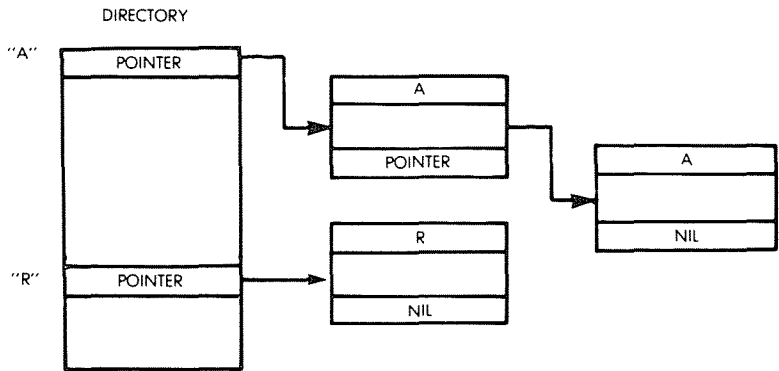 DIRECTORY
"A"
POINTER
A
POINTER
A
NIL
"R"
POINTER
R
NIL